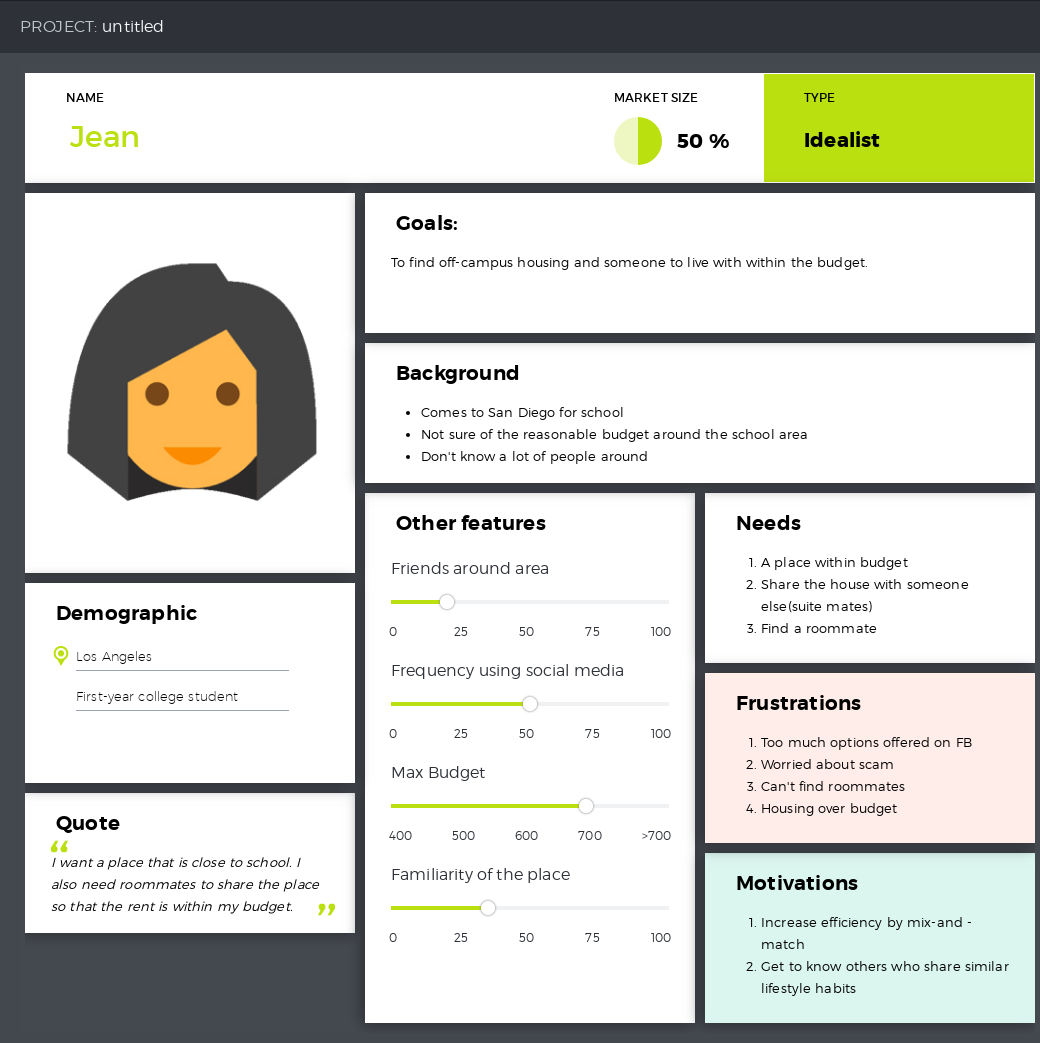 PROJECT: untitled
NAME
Jean
MARKET SIZE
50 %
TYPE
Idealist
Goals:
To find off-campus housing and someone to live with within the budget.
Background
Comes to San Diego for school
Not sure of the reasonable budget around the school area
Don't know a lot of people around
Demographic
Los Angeles
First-year college student
Quote
“
I want a place that is close to school. I
also need roommates to share the place
so that the rent is within my budget.
”
Other features
Friends around area
0 25 50 75 100
Frequency using social media
0 25 50 75 100
Max Budget
400 500 600 700 >700
Familiarity of the place
0 25 50 75 100
Needs
1. A place within budget
2. Share the house with someone
else(suite mates)
3. Find a roommate
Frustrations
1. Too much options offered on FB
2. Worried about scam
3. Can't find roommates
4. Housing over budget
Motivations
1. Increase efficiency by mix-and -
match
2. Get to know others who share similar
lifestyle habits